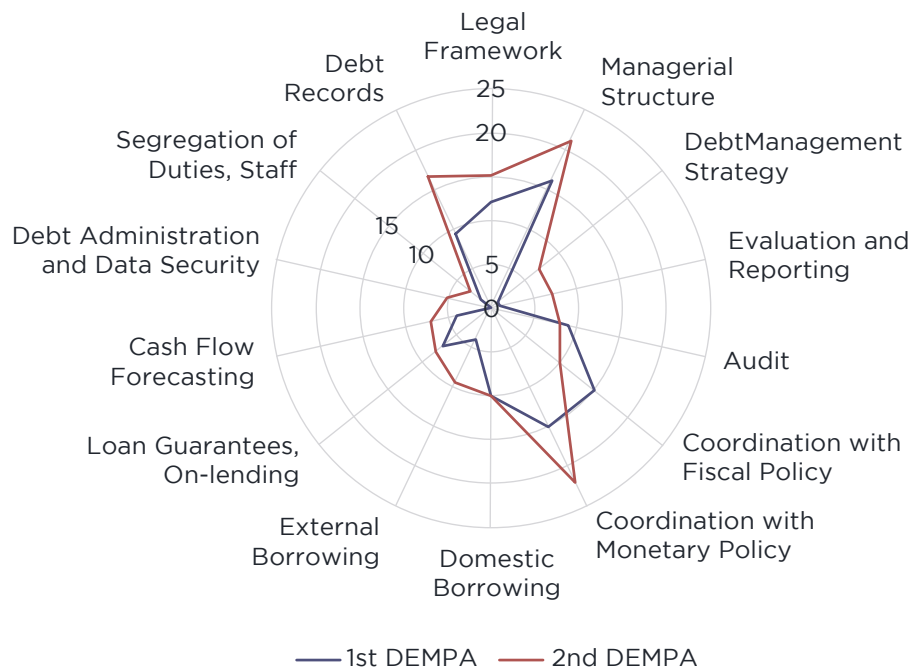 Legal
Framework
Managerial
Structure
DebtManagement
Strategy
Evaluation and
Reporting
Audit
Coordination with
Fiscal Policy
Coordination with
Monetary Policy
Domestic
Borrowing
External
Borrowing
Loan Guarantees,
On-lending
Cash Flow
Forecasting
Debt Administration
and Data Security
Segregation of
Duties, Staff
Debt
Records
25
20
15
10
5
0
1st DEMPA
2nd DEMPA